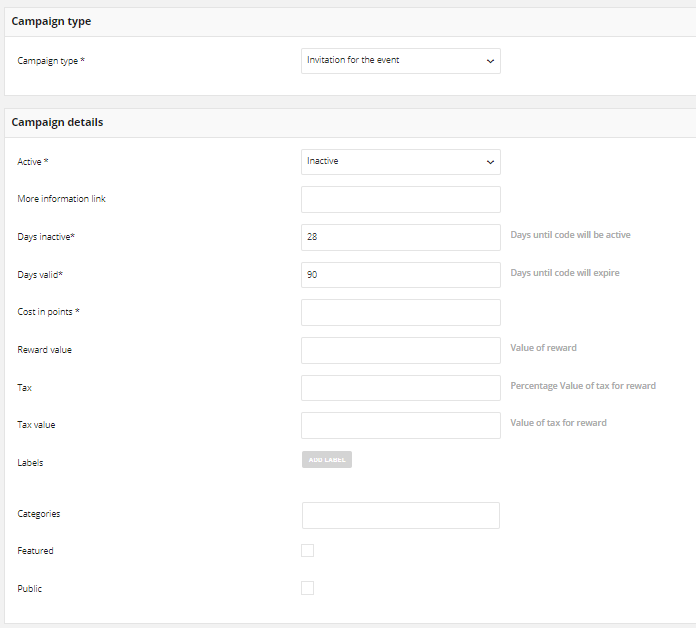 Campaign type
Campaign type *
Invitation for the event
Campaign details
Active *
Inactive
More information link
Days inactive*
28
Days until code will be active
Days valid*
90
Days until code will expire
Cost in points *
Reward value
Value of reward
Tax
Percentage Value of tax for reward
Tax value
Value of tax for reward
Labels
ADD LABEL
Categories
Featured
Public